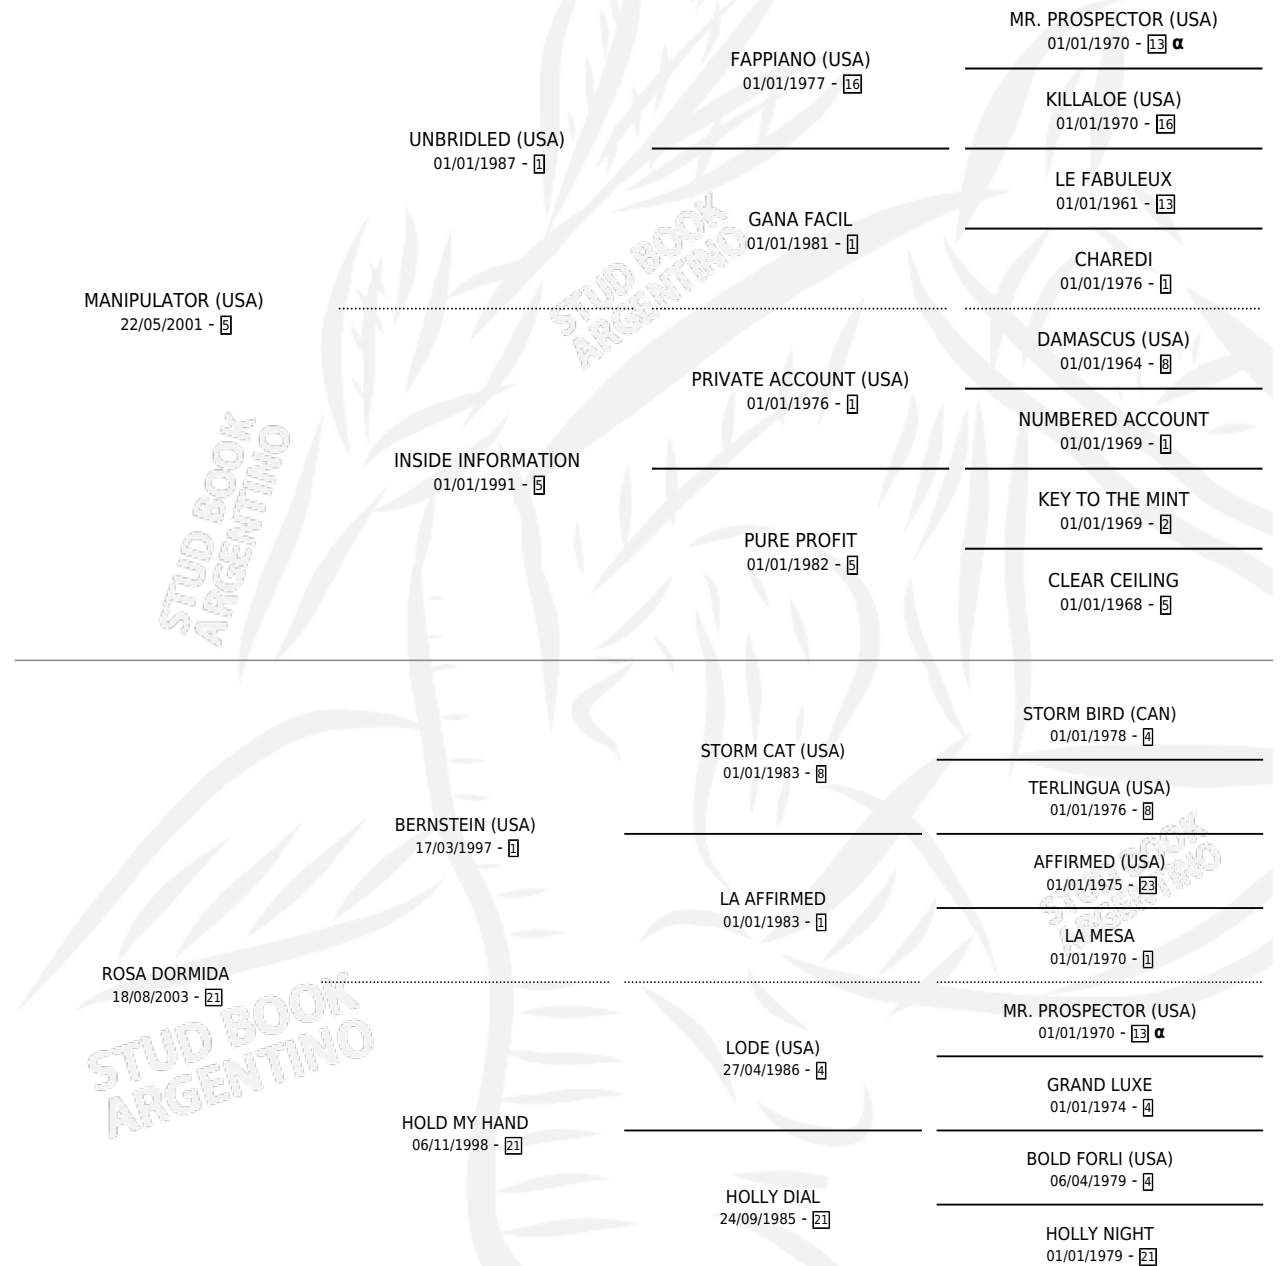 MR. PROSPECTOR (USA)
01/01/1970 - 13 α
FAPPIANO (USA)
01/01/1977 - 16
KILLALOE (USA)
01/01/1970 - 16
UNBRIDLED (USA)
01/01/1987 - 1
LE FABULEUX
01/01/1961 - 13
GANA FACIL
01/01/1981 - 1
CHAREDI
01/01/1976 - 1
MANIPULATOR (USA)
22/05/2001 - 5
STUD BOOK
ARGENTINO
DAMASCUS (USA)
01/01/1964 - 8
PRIVATE ACCOUNT (USA)
01/01/1976 - 1
NUMBERED ACCOUNT
01/01/1969 - 1
INSIDE INFORMATION
01/01/1991 - 5
KEY TO THE MINT
01/01/1969 - 2
PURE PROFIT
01/01/1982 - 5
CLEAR CEILING
01/01/1968 - 5
STUD BOOK
ARGENTINO
STORM BIRD (CAN)
01/01/1978 - 4
STORM CAT (USA)
01/01/1983 - 8
TERLINGUA (USA)
01/01/1976 - 8
BERNSTEIN (USA)
17/03/1997 - 1
AFFIRMED (USA)
01/01/1975 - 23
STUD BOOK
ARGENTINO
LA AFFIRMED
01/01/1983 - 1
LA MESA
01/01/1970 - 1
ROSA DORMIDA
18/08/2003 - 21
STUD BOOK
ARGENTINO
MR. PROSPECTOR (USA)
01/01/1970 - 13 α
LODE (USA)
27/04/1986 - 4
GRAND LUXE
01/01/1974 - 4
HOLD MY HAND
06/11/1998 - 21
BOLD FORLI (USA)
06/04/1979 - 4
HOLLY DIAL
24/09/1985 - 21
HOLLY NIGHT
01/01/1979 - 21